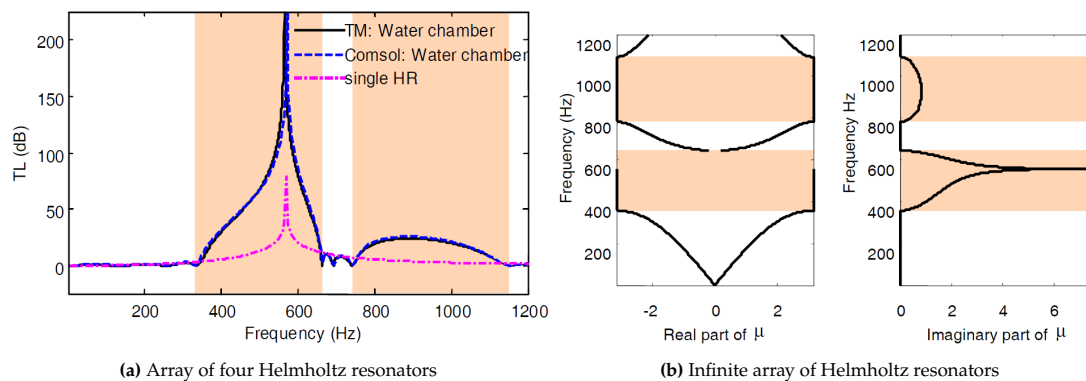 200
150
100
50
0
TL (dB)
TM: Water chamber
Comsol: Water chamber
single HR
200
400
600
800
1000
1200
Frequency (Hz)
(a) Array of four Helmholtz resonators
1200
1000
800
600
400
200
Frequency (Hz)
-2
0
2
Real part of μ
1200
1000
800
600
400
200
Frequency Hz
0
2
4
6
Imaginary part of μ
(b) Infinite array of Helmholtz resonators